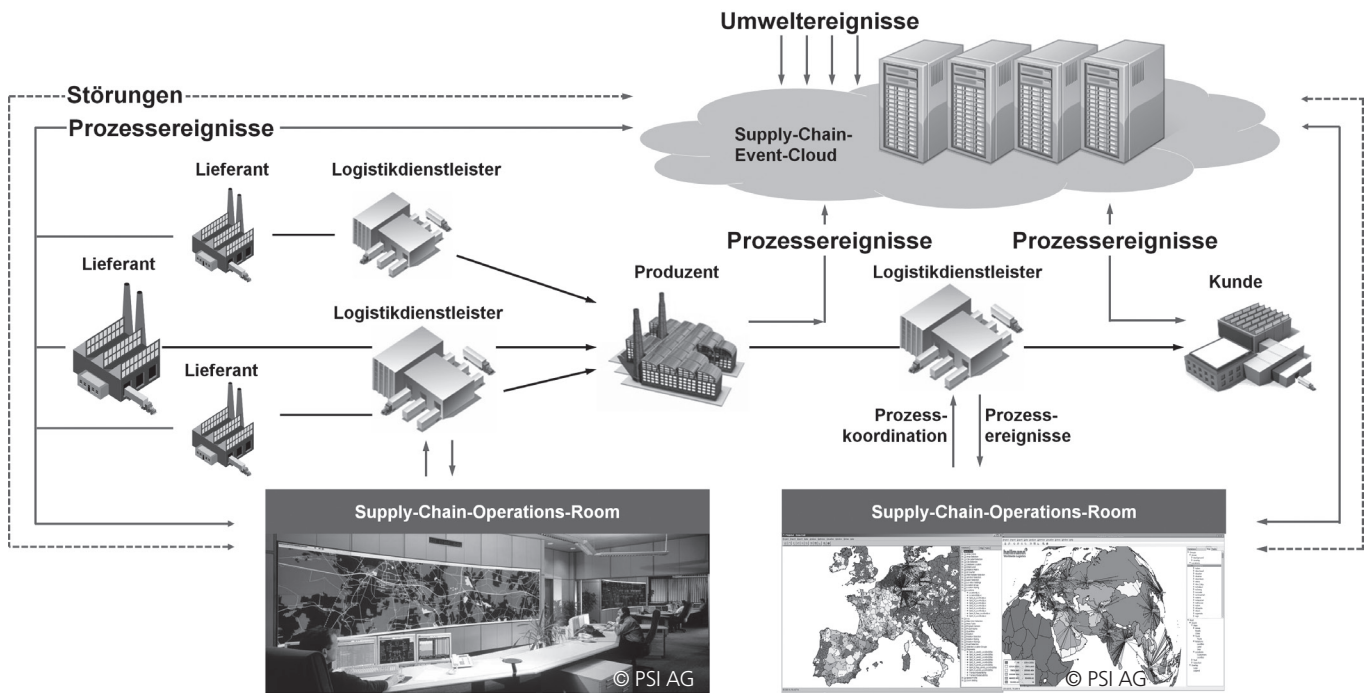 Umweltereignisse
Störungen
Prozessereignisse
Supply-Chain-
Event-Cloud
Lieferant
Logistikdienstleister
Prozessereignisse
Prozessereignisse
Lieferant
Produzent
Logistikdienstleister
Kunde
Logistikdienstleister
Lieferant
Prozess-
koordination
Prozess-
ereignisse
Supply-Chain-Operations-Room
Supply-Chain-Operations-Room
hellmann
© PSI AG
© PSI AG